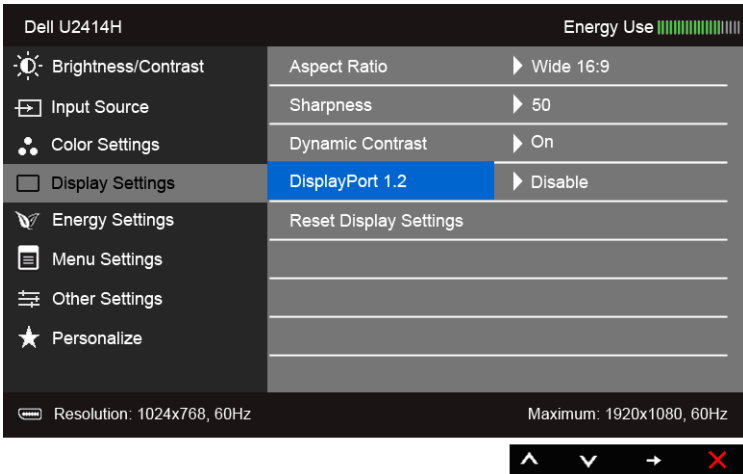 Dell U2414H Energy Use
Brightness/Contrast Aspect Ratio Wide 16:9
Input Source Sharpness 50
Color Settings Dynamic Contrast On
Display Settings DisplayPort 1.2 Disable
Energy Settings Reset Display Settings
Menu Settings
Other Settings
Personalize
Resolution: 1024x768, 60Hz Maximum: 1920x1080, 60Hz